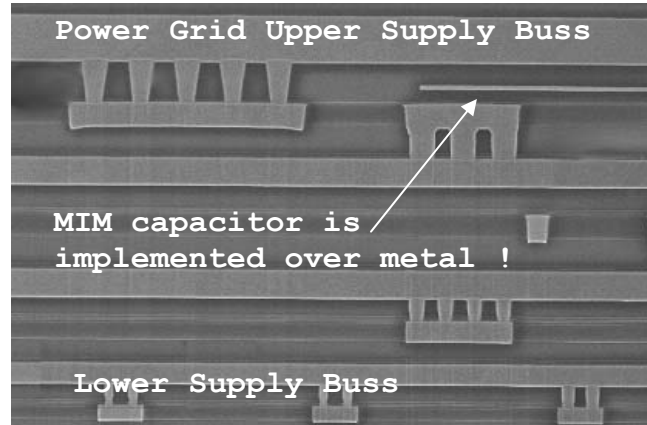 Power Grid Upper Supply Buss
MIM capacitor is
implemented over metal !
Lower Supply Buss